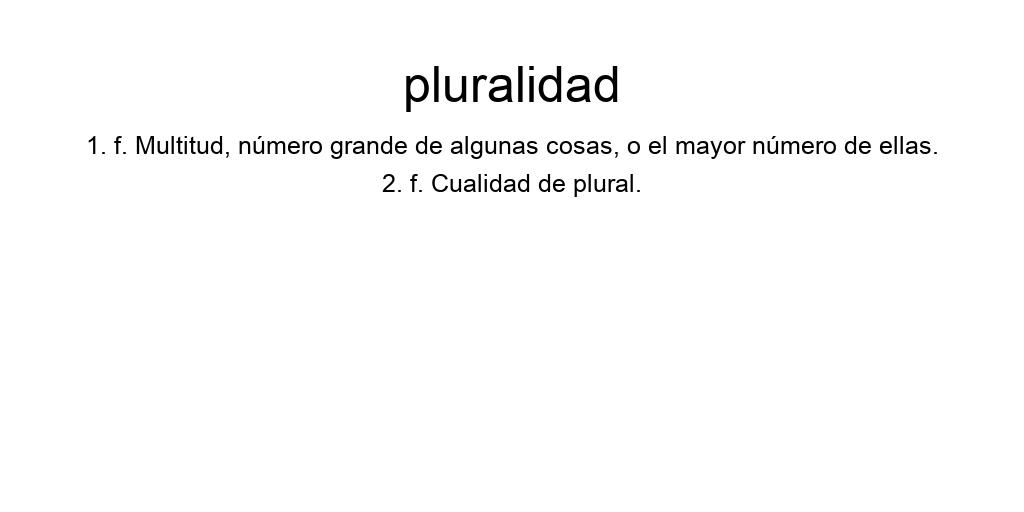 pluralidad
1. f. Multitud, número grande de algunas cosas, o el mayor número de ellas.
2. f. Cualidad de plural.